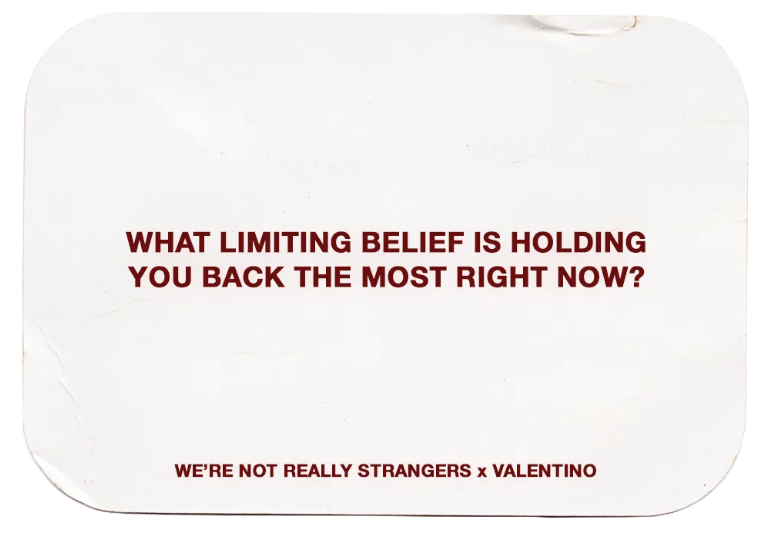 WHAT LIMITING BELIEF IS HOLDING
YOU BACK THE MOST RIGHT NOW?
WE'RE NOT REALLY STRANGERS x VALENTINO